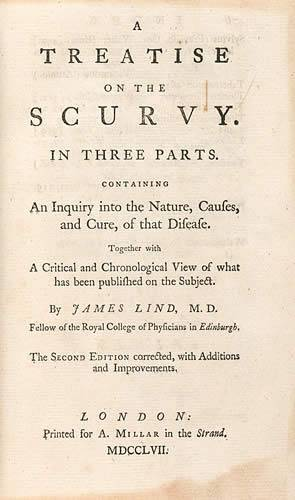 A
TREATISE
ON THE
SCURVY.
IN THREE PARTS.
CONTAINING
An Inquiry into the Nature, Cauſes,
and Cure, of that Diſeaſe.
Together with
A Critical and Chronological View of what
has been publiſhed on the Subject.
By JAMES LIND, M. D.
Fellow of the Royal College of Phyſicians in Edinburgh.
The SECOND EDITION corrected, with Additions
and Improvements.
LONDON:
Printed for A. MILLAR in the Strand.
MDCCLVII.